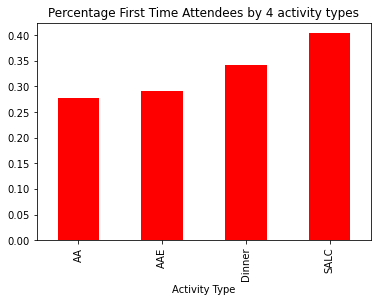 Percentage First Time Attendees by 4 activity types
0.40
0.35
0.30
0.25
0.20
0.15
0.10
0.05
0.00
AA
AAE
Dinner
SALC
Activity Type